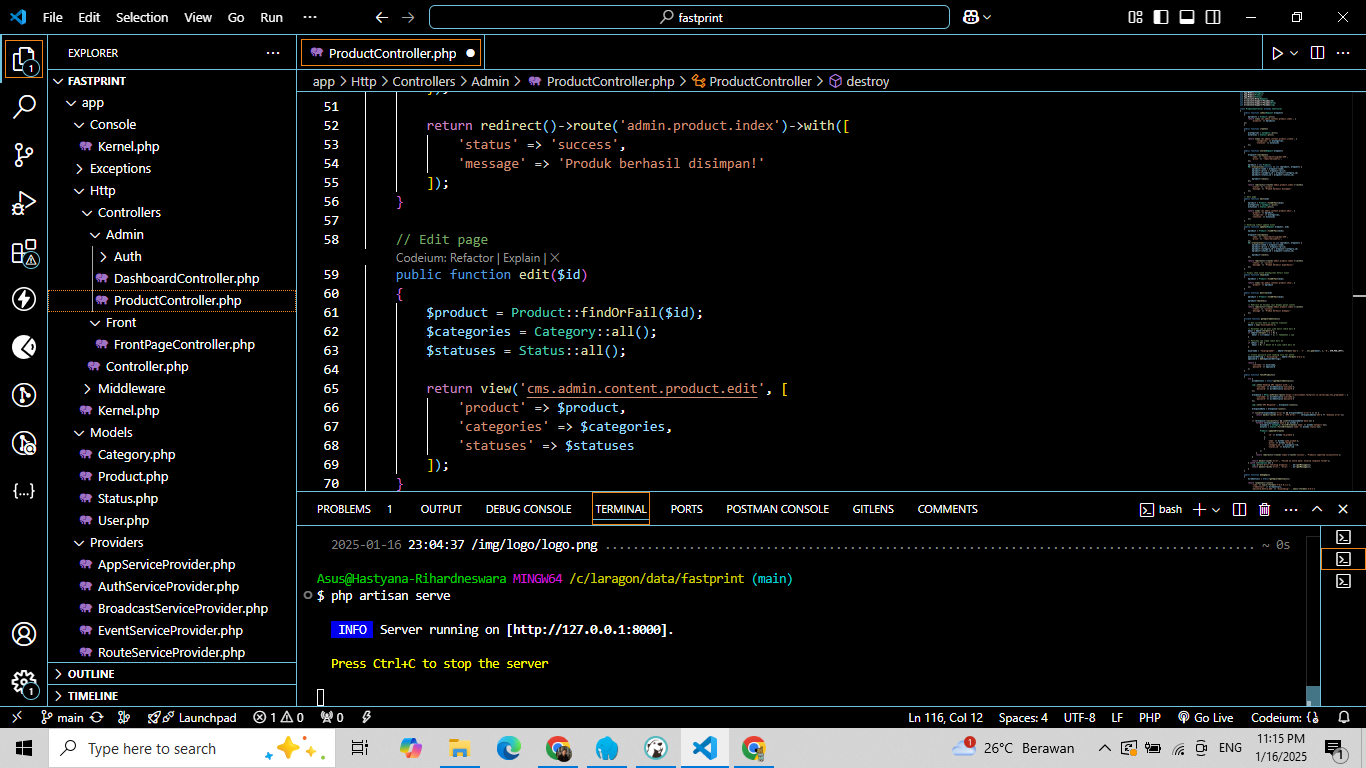 File Edit Selection View Go Run ···
fastprint
EXPLORER ···
FASTPRINT
app
Console
Kernel.php
Exceptions
Http
Controllers
Admin
Auth
DashboardController.php
ProductController.php
Front
FrontPageController.php
Controller.php
Middleware
Kernel.php
Models
Category.php
Product.php
Status.php
User.php
Providers
AppServiceProvider.php
AuthServiceProvider.php
BroadcastServiceProvider.php
EventServiceProvider.php
RouteServiceProvider.php
OUTLINE
TIMELINE
ProductController.php
app > Http > Controllers > Admin > ProductController.php > ProductController > destroy
51
52 return redirect()->route('admin.product.index')->with([
53 'status' => 'success',
54 'message' => 'Produk berhasil disimpan!'
55 ]);
56 }
57
58 // Edit page
Codeium: Refactor | Explain | ✕
59 public function edit($id)
60 {
61 $product = Product::findOrFail($id);
62 $categories = Category::all();
63 $statuses = Status::all();
64
65 return view('cms.admin.content.product.edit', [
66 'product' => $product,
67 'categories' => $categories,
68 'statuses' => $statuses
69 ]);
70 }
PROBLEMS 1 OUTPUT DEBUG CONSOLE TERMINAL PORTS POSTMAN CONSOLE GITLENS COMMENTS bash
2025-01-16 23:04:37 /img/logo/logo.png ........................................ ~ 0s
Asus@Hastyana-Rihardneswara MINGW64 /c/laragon/data/fastprint (main)
$ php artisan serve
INFO Server running on [http://127.0.0.1:8000].
Press Ctrl+C to stop the server
main Launchpad 1 0 0 Ln 116, Col 12 Spaces: 4 UTF-8 LF PHP Go Live Codeium: {...}
Type here to search
1 26°C Berawan ENG 11:15 PM
1/16/2025 1